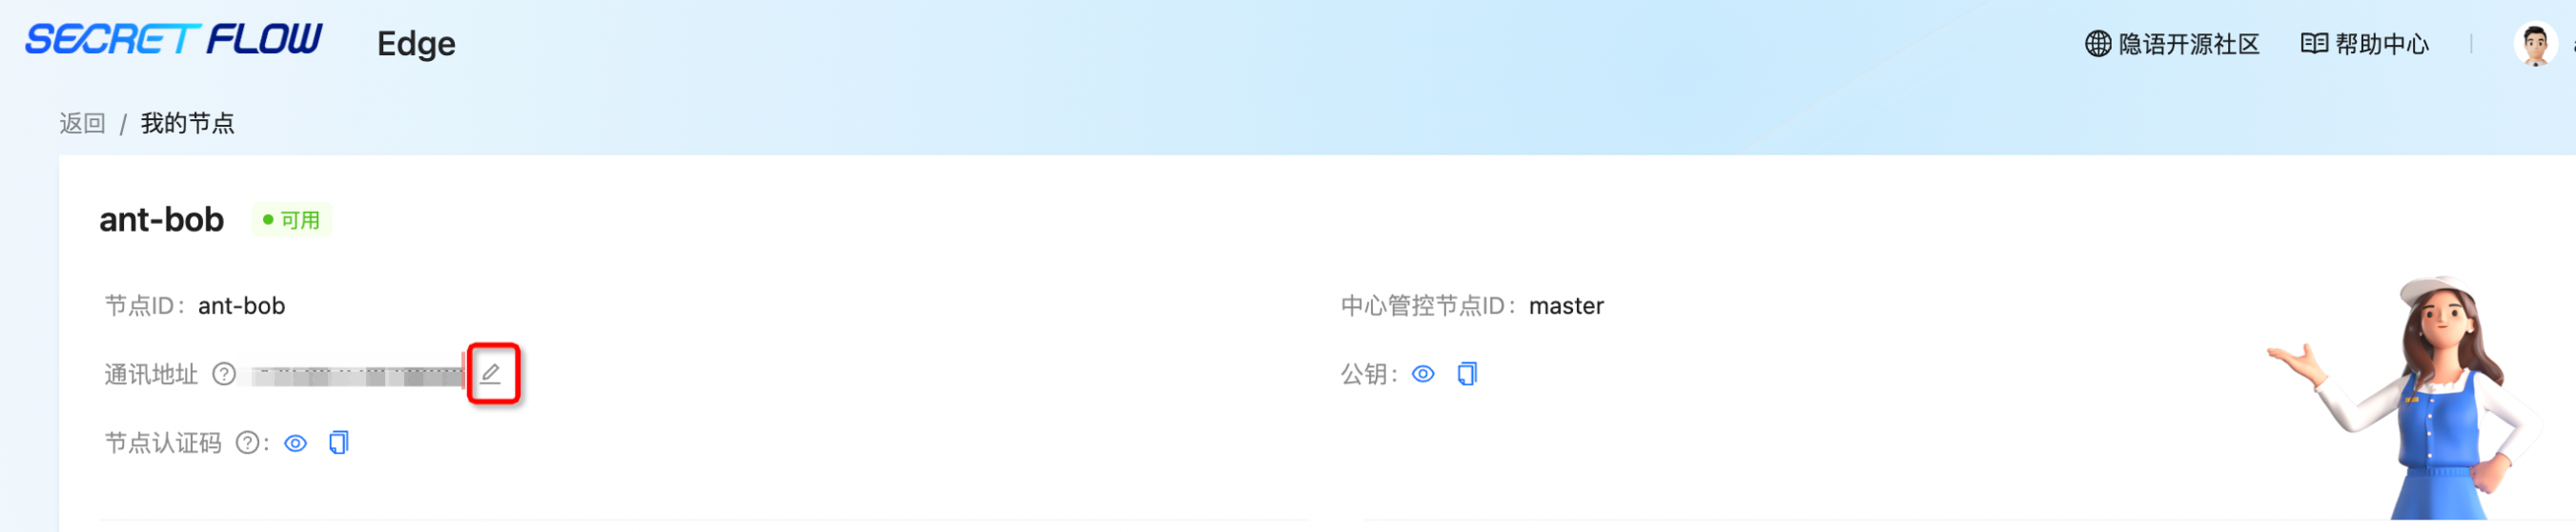 SECRET FLOW Edge 隐语开源社区 帮助中心
返回 / 我的节点
ant-bob 可用
节点ID: ant-bob 中心管控节点ID: master
通讯地址 公钥:
节点认证码 :